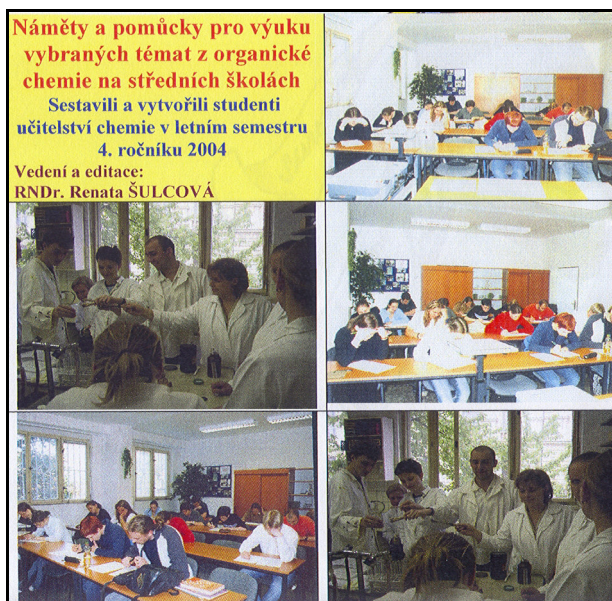 Náměty a pomůcky pro výuku
vybraných témat z organické
chemie na středních školách
Sestavili a vytvořili studenti
učitelství chemie v letním semestru
4. ročníku 2004
Vedení a editace:
RNDr. Renata ŠULCOVÁ